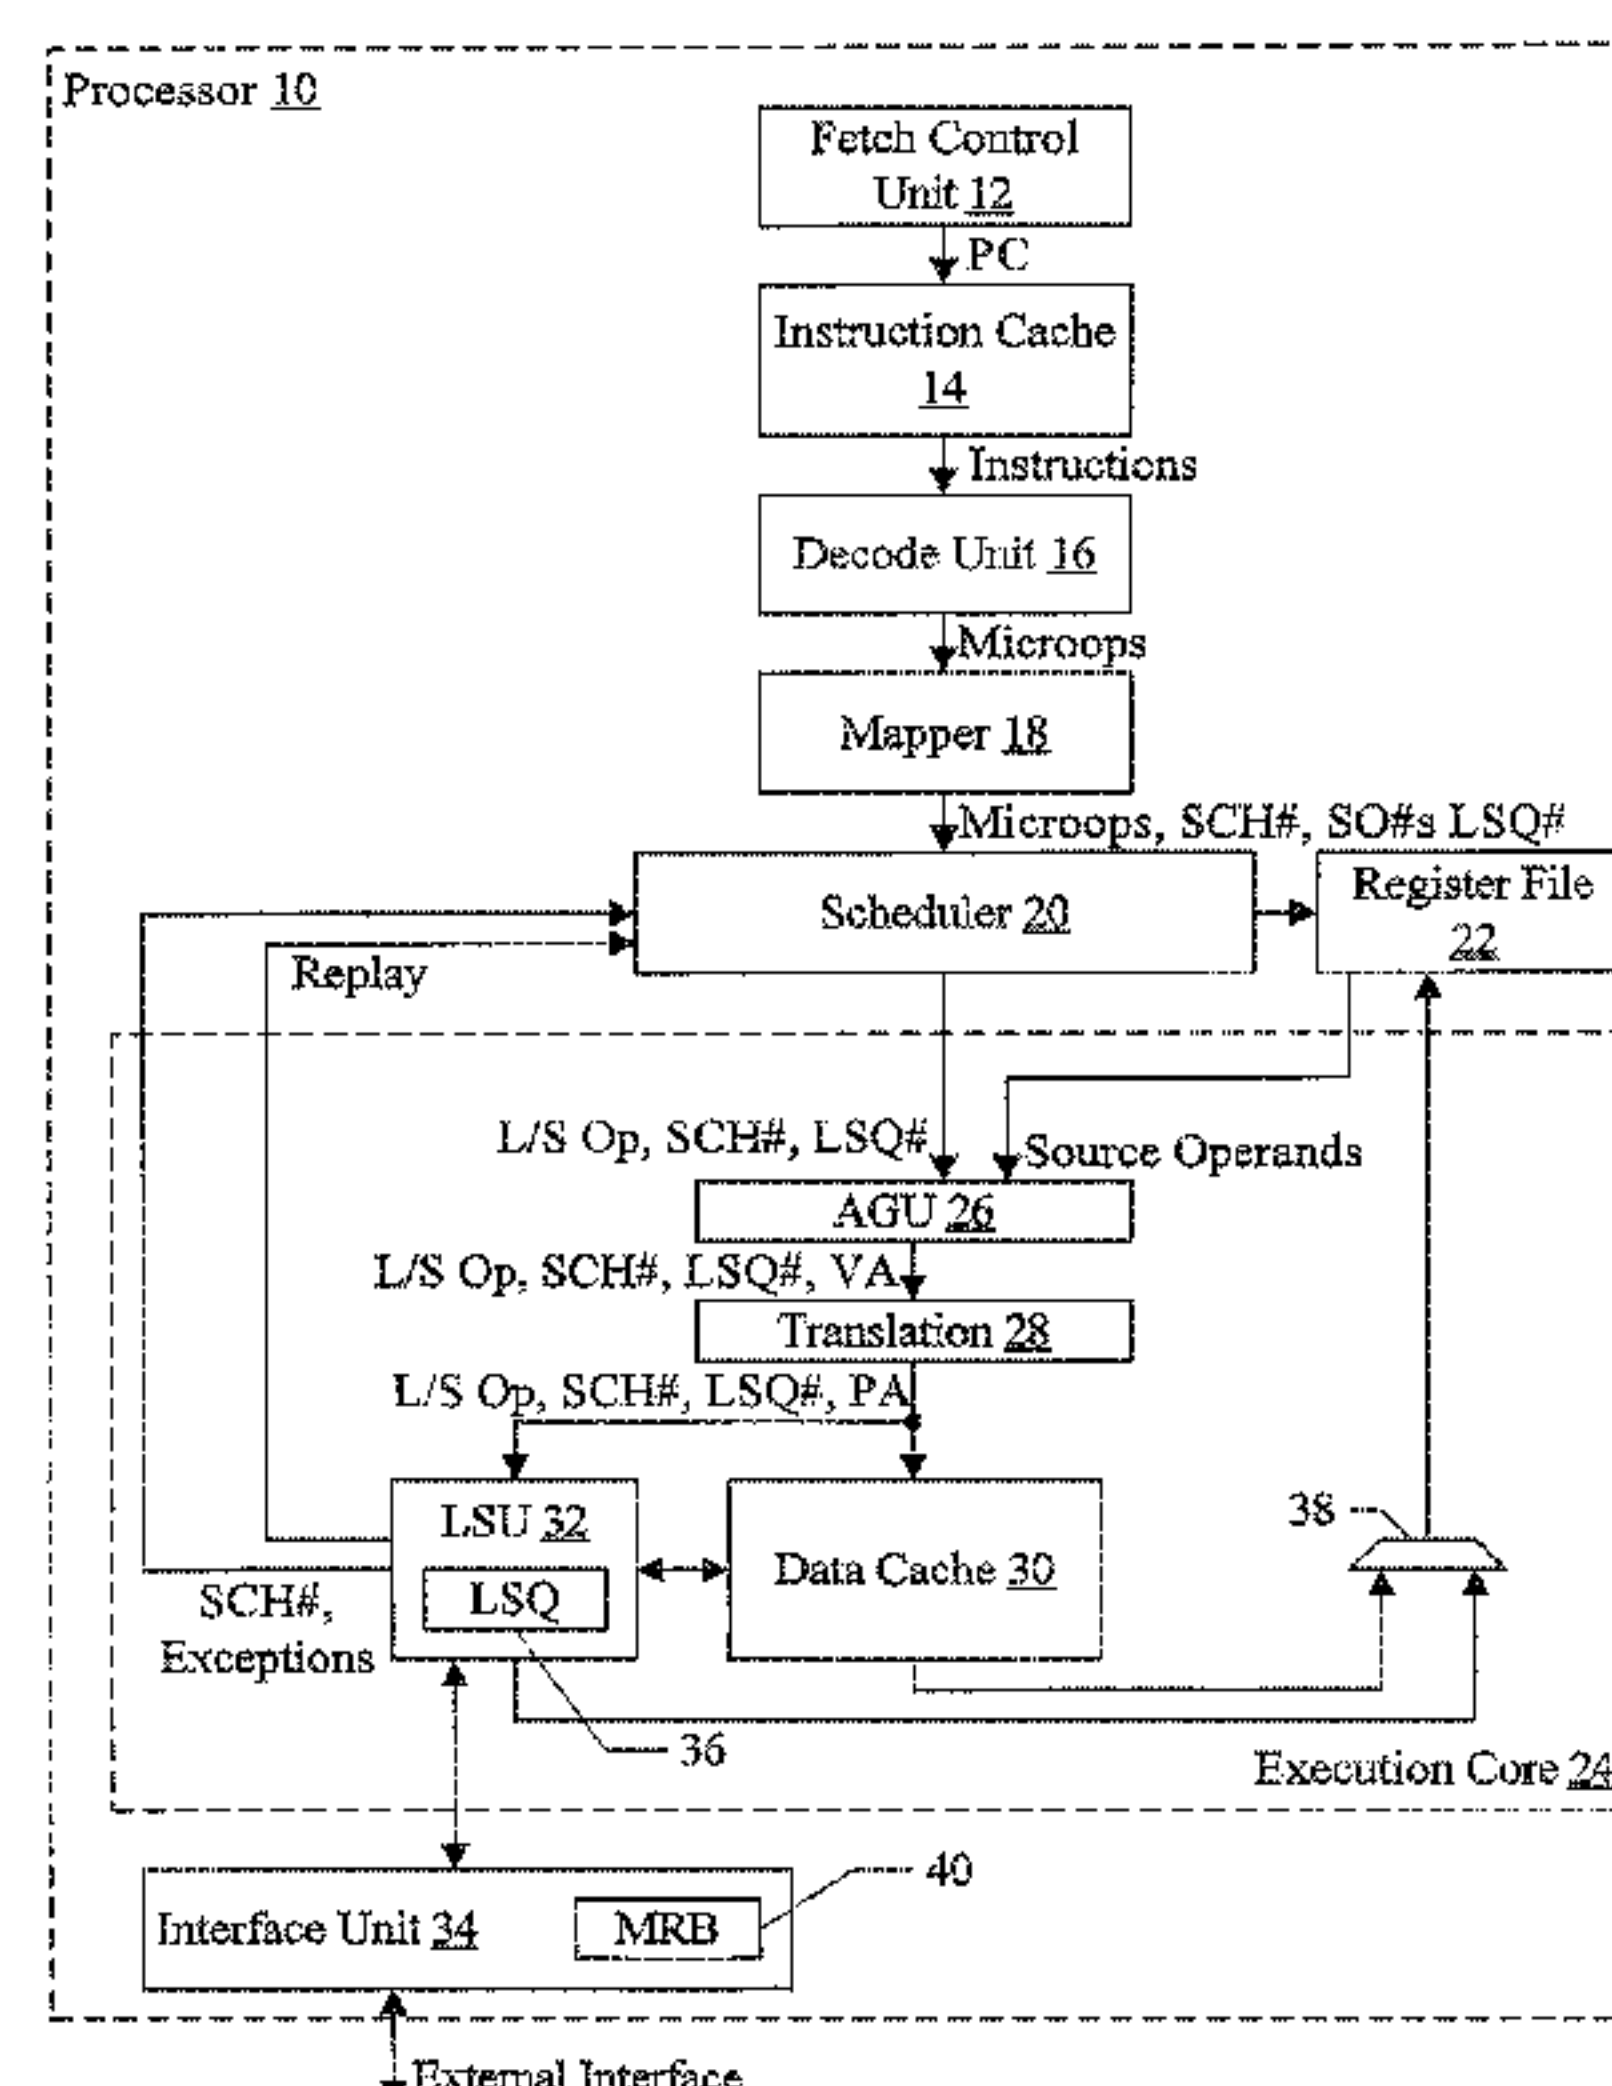 Processor 10
Fetch Control
Unit 12
PC
Instruction Cache
14
Instructions
Decode Unit 16
Microops
Mapper 18
Microops, SCH#, SO#s LSQ#
Scheduler 20
Register File
22
Replay
L/S Op, SCH#, LSQ#
Source Operands
AGU 26
L/S Op, SCH#, LSQ#, VA
Translation 28
L/S Op, SCH#, LSQ#, PA
LSU 32
LSQ
Data Cache 30
38
SCH#,
Exceptions
36
Execution Core 24
40
Interface Unit 34
MRB
External Interface